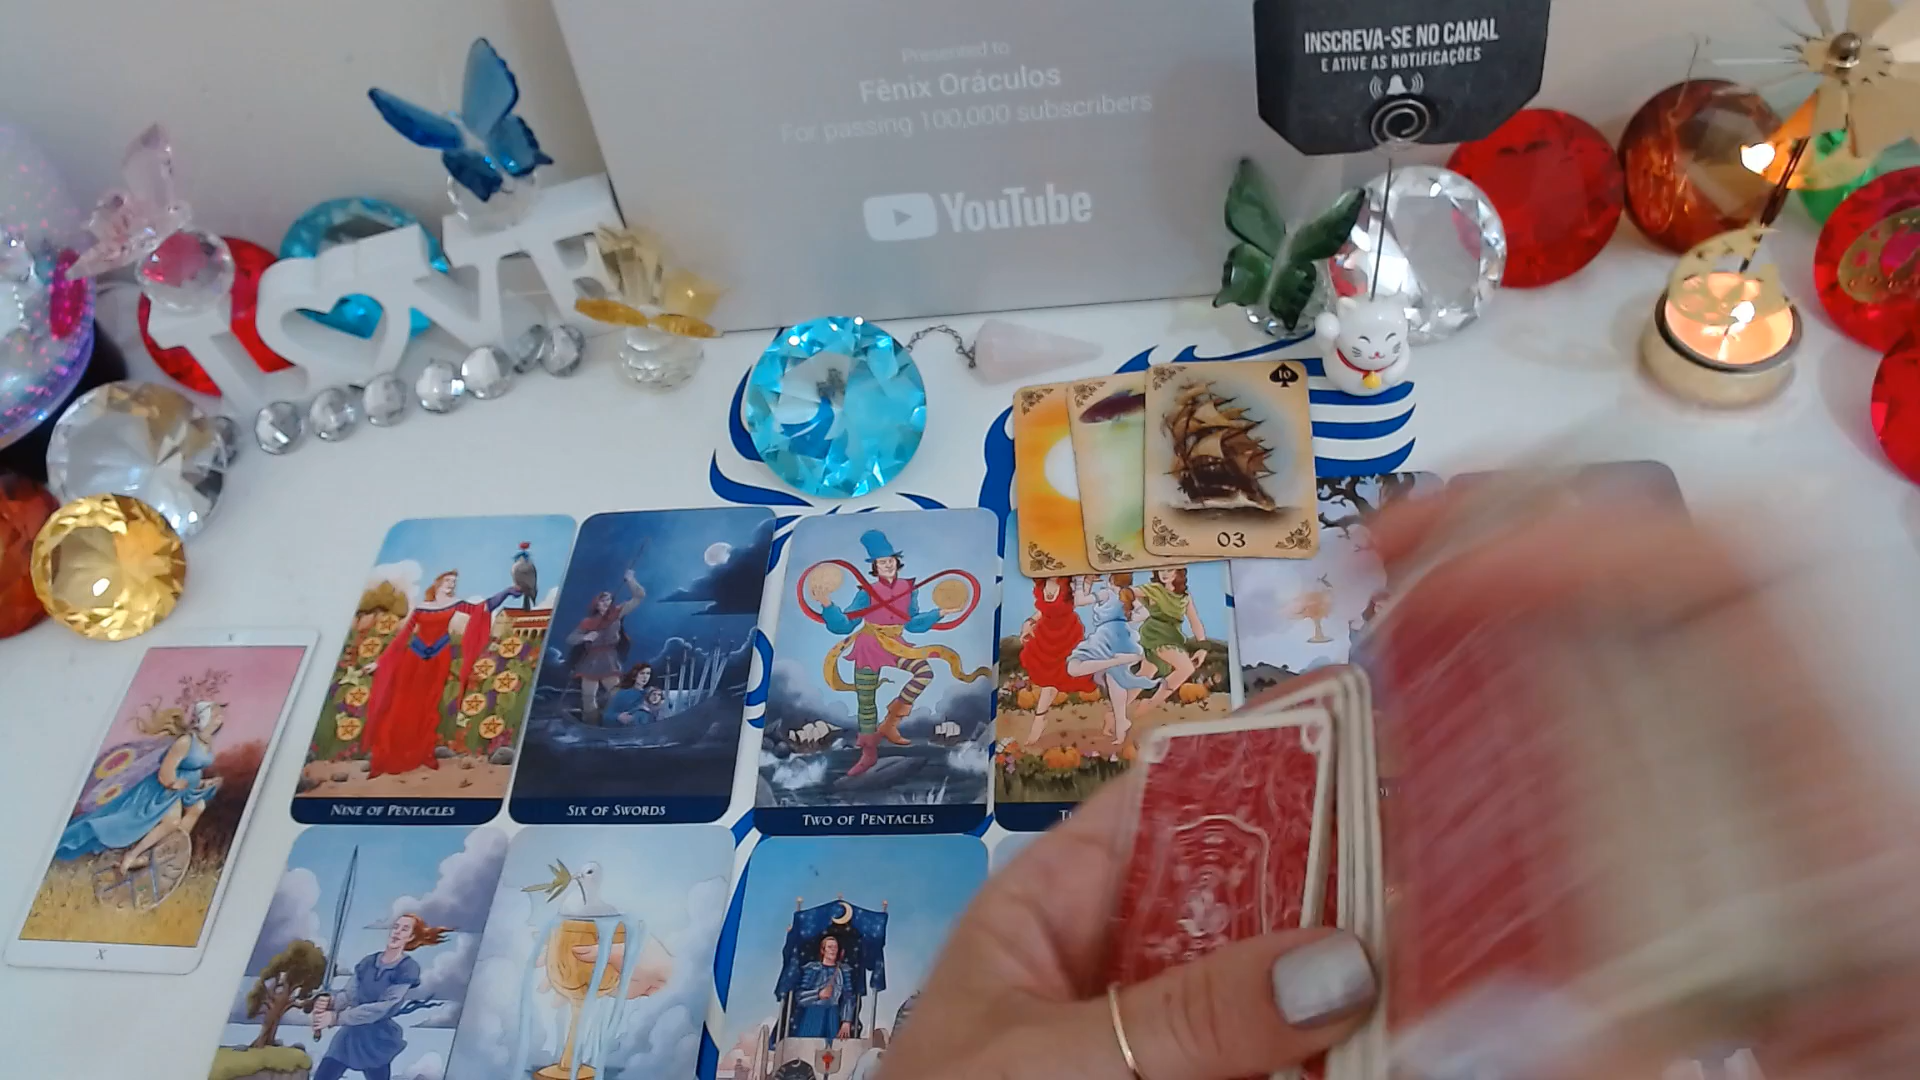 Presented to
Fênix Oráculos
For passing 100,000 subscribers
YouTube
INSCREVA-SE NO CANAL
E ATIVE AS NOTIFICAÇÕES
LOVE
10
03
X
NINE OF PENTACLES
SIX OF SWORDS
TWO OF PENTACLES
X